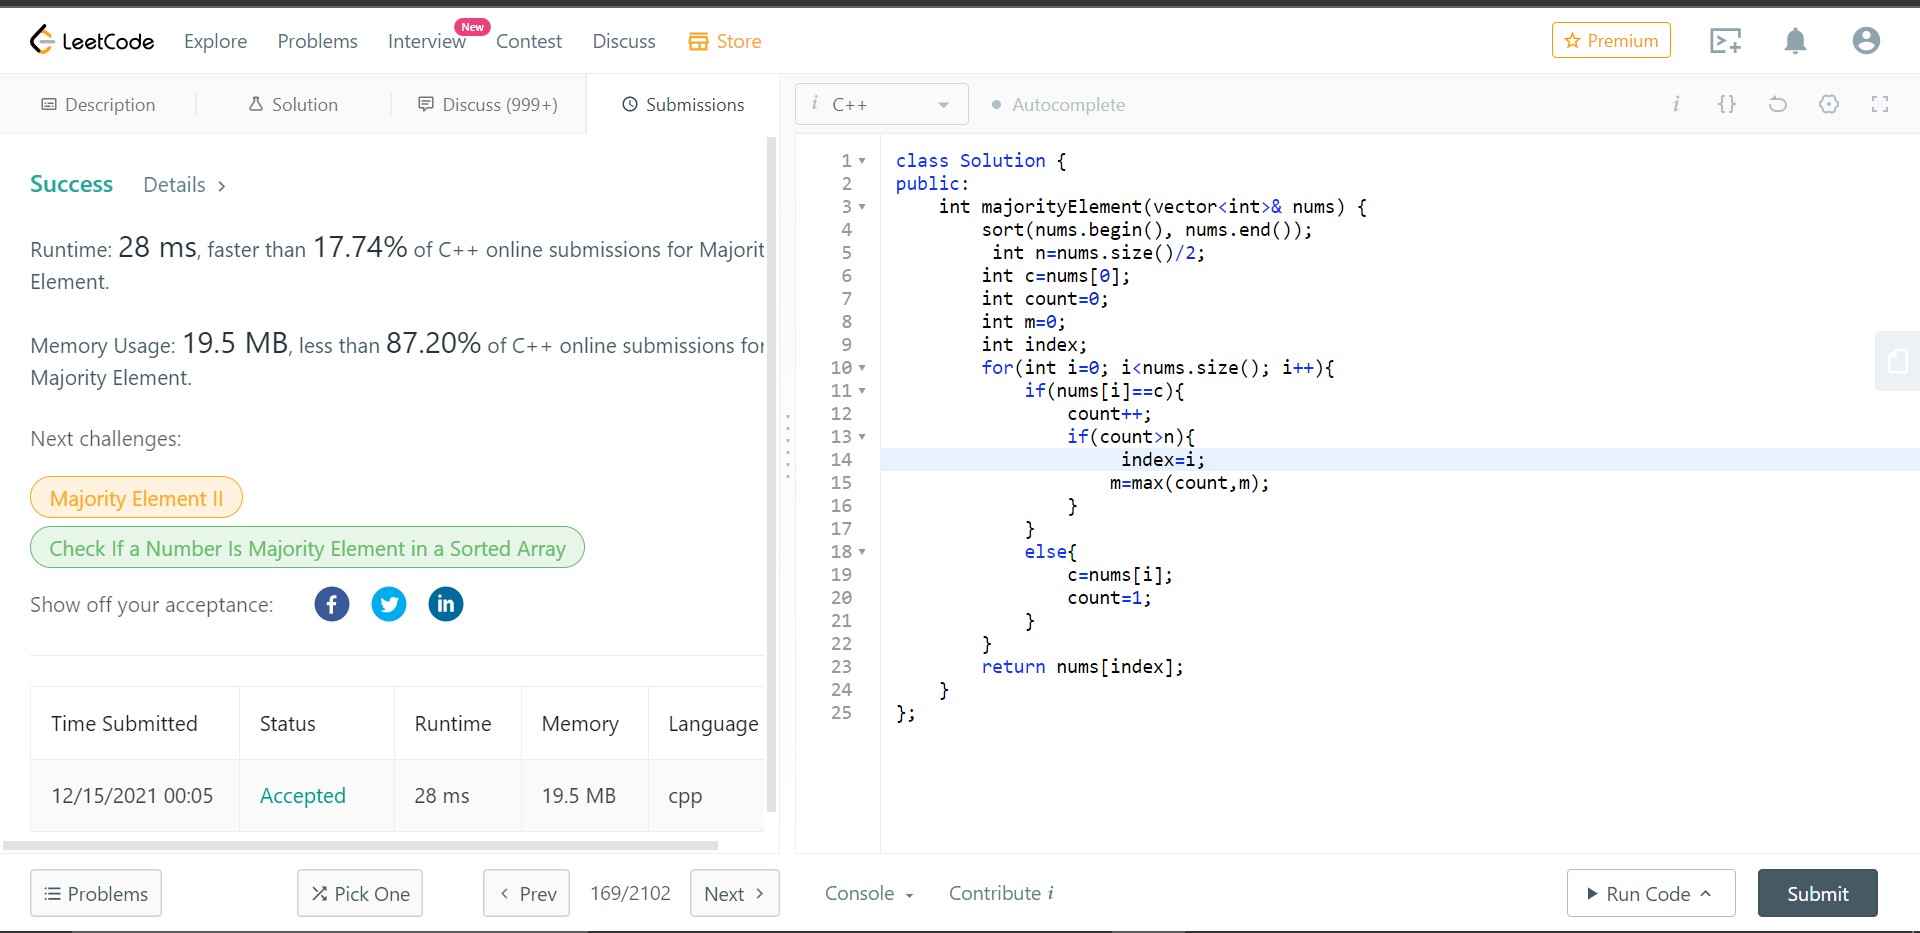 LeetCode Explore Problems Interview New Contest Discuss Store Premium
Description Solution Discuss (999+) Submissions
i C++ Autocomplete i {}
Success Details
Runtime: 28 ms, faster than 17.74% of C++ online submissions for Majorit
Element.
Memory Usage: 19.5 MB, less than 87.20% of C++ online submissions for
Majority Element.
Next challenges:
Majority Element II
Check If a Number Is Majority Element in a Sorted Array
Show off your acceptance: f in
Time Submitted Status Runtime Memory Language
12/15/2021 00:05 Accepted 28 ms 19.5 MB cpp
1 class Solution {
2 public:
3     int majorityElement(vector<int>& nums) {
4         sort(nums.begin(), nums.end());
5          int n=nums.size()/2;
6         int c=nums[0];
7         int count=0;
8         int m=0;
9         int index;
10         for(int i=0; i<nums.size(); i++){
11             if(nums[i]==c){
12                 count++;
13                 if(count>n){
14                      index=i;
15                     m=max(count,m);
16                 }
17             }
18             else{
19                 c=nums[i];
20                 count=1;
21             }
22         }
23         return nums[index];
24     }
25 };
Problems Pick One Prev 169/2102 Next Console Contribute i Run Code Submit